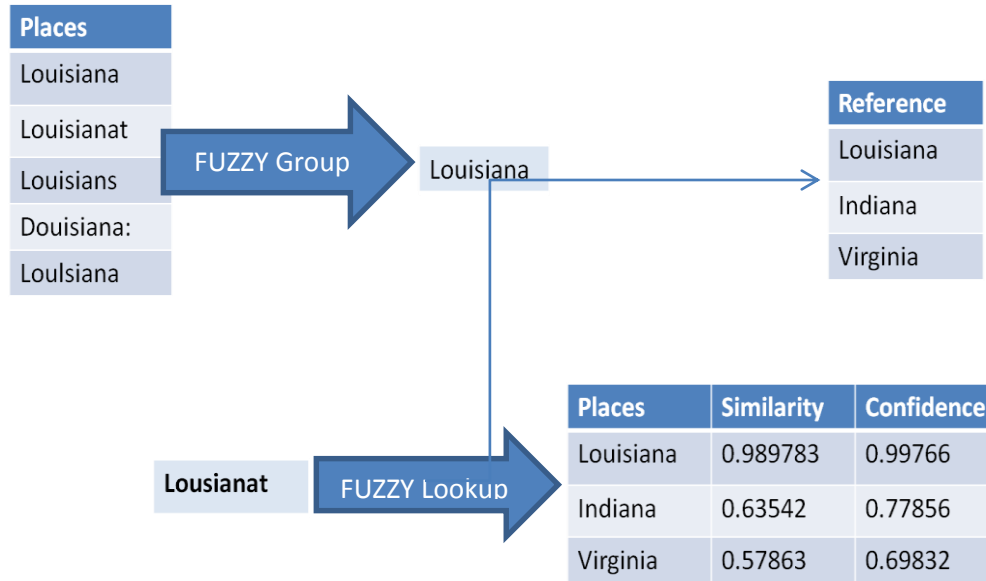 Places
Louisiana
Louisianat
Louisians
Douisiana:
Loulsiana
FUZZY Group
Louisiana
Reference
Louisiana
Indiana
Virginia
Lousianat
FUZZY Lookup
Places Similarity Confidence
Louisiana 0.989783 0.99766
Indiana 0.63542 0.77856
Virginia 0.57863 0.69832